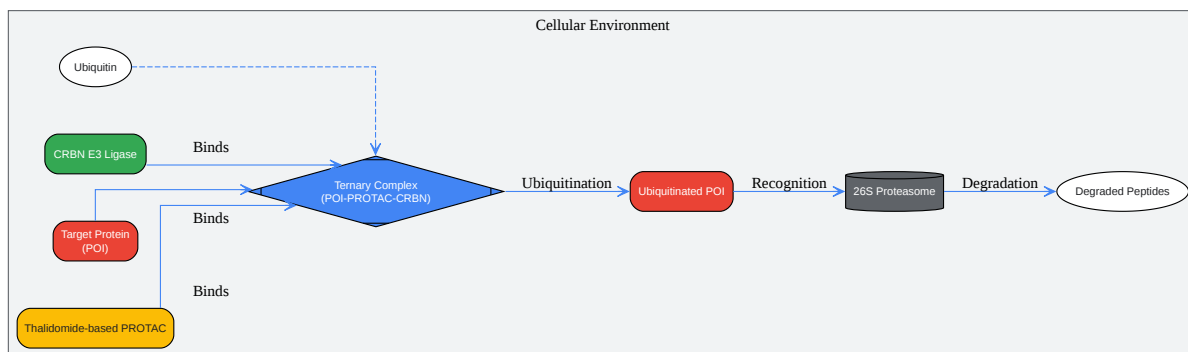 Cellular Environment
Ubiquitin
CRBN E3 Ligase
Binds
Target Protein
(POI)
Binds
Thalidomide-based PROTAC
Binds
Ternary Complex
(POI-PROTAC-CRBN)
Ubiquitination
Ubiquitinated POI
Recognition
26S Proteasome
Degradation
Degraded Peptides